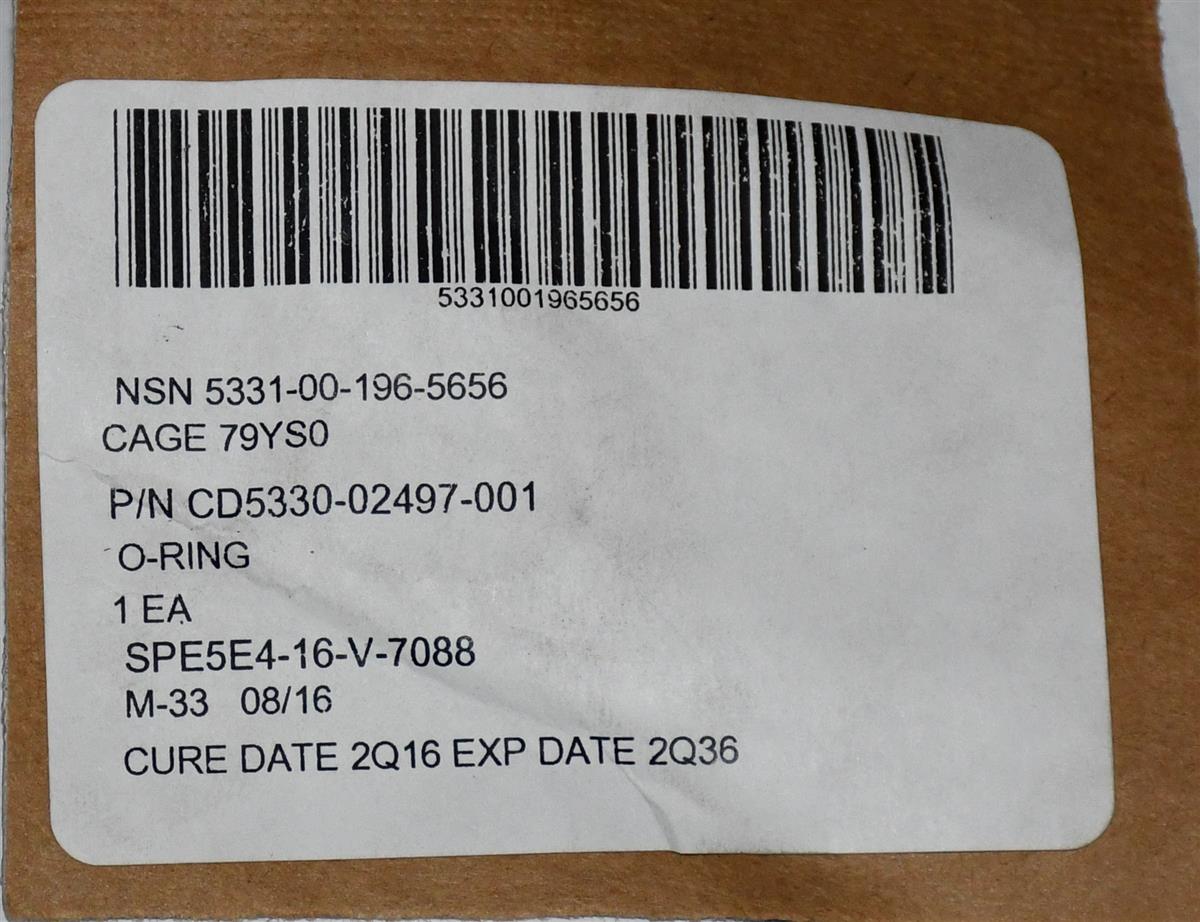 5331001965656
NSN 5331-00-196-5656
CAGE 79YS0
P/N CD5330-02497-001
O-RING
1 EA
SPE5E4-16-V-7088
M-33 08/16
CURE DATE 2Q16 EXP DATE 2Q36